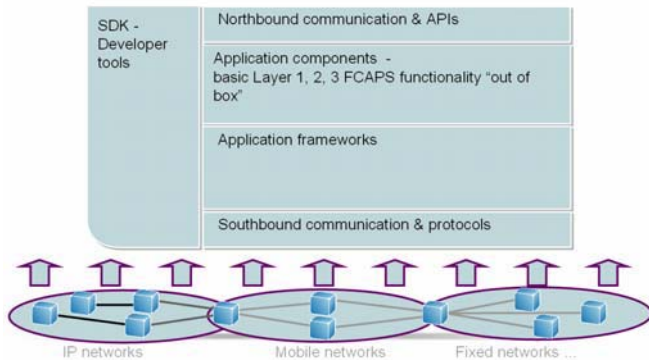 SDK -
Developer
tools
Northbound communication & APIs
Application components -
basic Layer 1, 2, 3 FCAPS functionality “out of
box”
Application frameworks
Southbound communication & protocols
IP networks
Mobile networks
Fixed networks ...